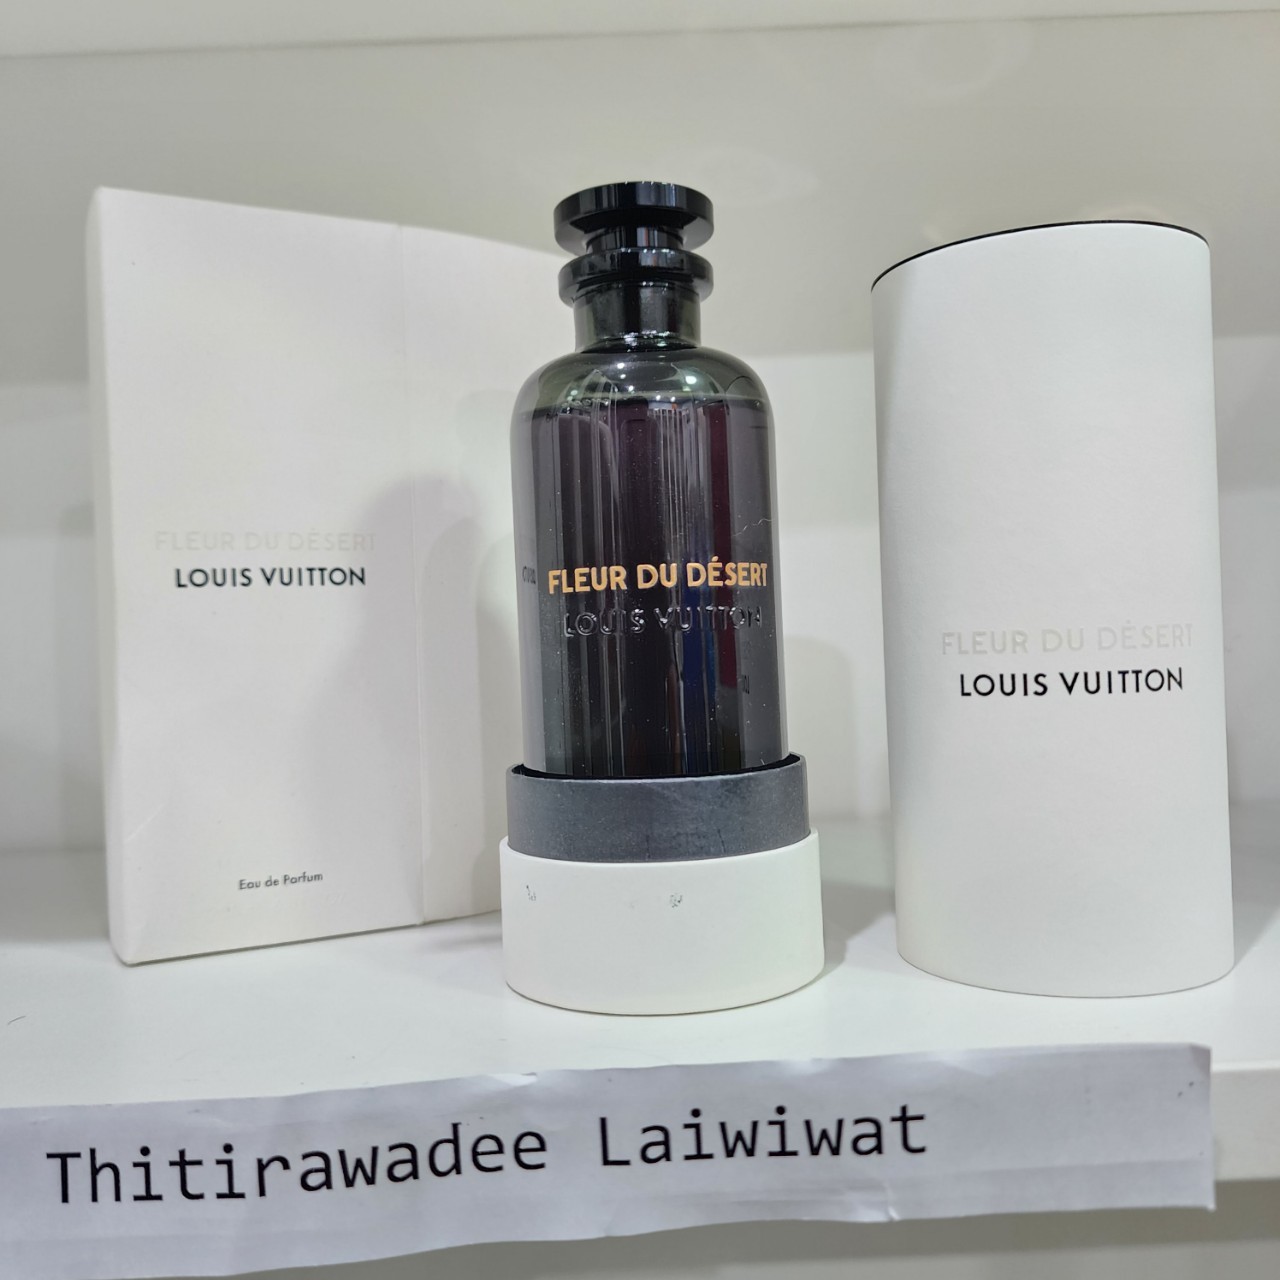 FLEUR DU DÉSERT
LOUIS VUITTON
Eau de Parfum
FLEUR DU DÉSERT
LOUIS VUITTON
FLEUR DU DÉSERT
LOUIS VUITTON
Thitirawadee Laiwiwat